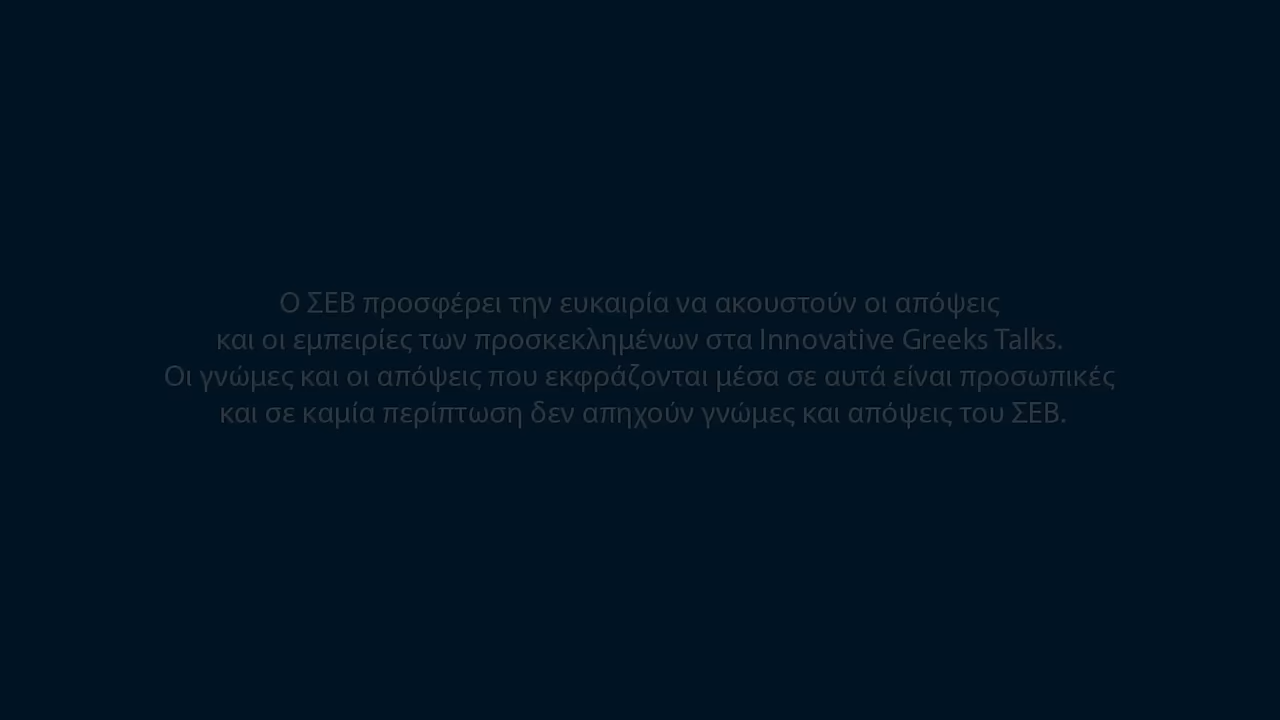 Ο ΣΕΒ προσφέρει την ευκαιρία να ακουστούν οι απόψεις
και οι εμπειρίες των προσκεκλημένων στα Innovative Greeks Talks.
Οι γνώμες και οι απόψεις που εκφράζονται μέσα σε αυτά είναι προσωπικές
και σε καμία περίπτωση δεν απηχούν γνώμες και απόψεις του ΣΕΒ.